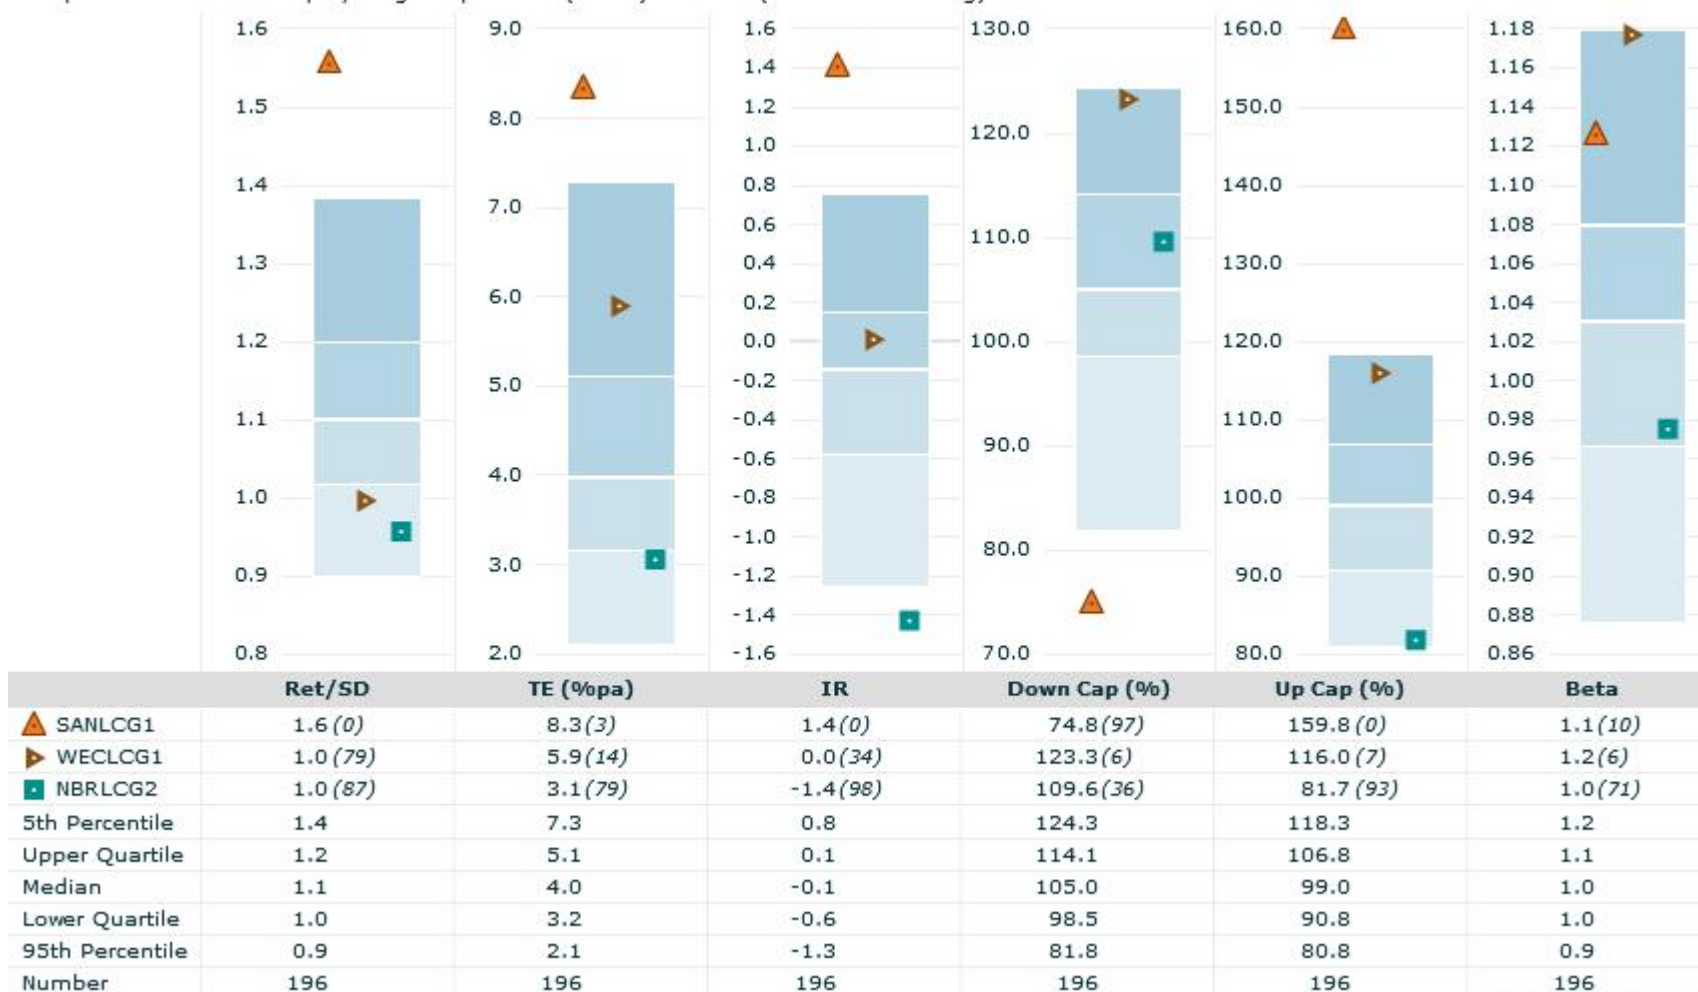 1.6 9.0 1.6 130.0 160.0 1.18
1.4 1.16
1.5 8.0 1.2 120.0 150.0 1.14
1.0 1.12
1.4 7.0 0.8 140.0 1.10
0.6 110.0 1.08
1.3 6.0 0.4 130.0 1.06
0.2 1.04
1.2 0.0 100.0 120.0 1.02
5.0 -0.2 1.00
1.1 4.0 -0.4 90.0 110.0 0.98
-0.6 0.96
1.0 -0.8 100.0 0.94
3.0 -1.0 80.0 0.92
0.9 -1.2 90.0 0.90
-1.4 0.88
0.8 2.0 -1.6 70.0 80.0 0.86
Ret/SD TE (%pa) IR Down Cap (%) Up Cap (%) Beta
SANLCG1 1.6 (0) 8.3 (3) 1.4 (0) 74.8 (97) 159.8 (0) 1.1 (10)
WECLCG1 1.0 (79) 5.9 (14) 0.0 (34) 123.3 (6) 116.0 (7) 1.2 (6)
NBRLCG2 1.0 (87) 3.1 (79) -1.4 (98) 109.6 (36) 81.7 (93) 1.0 (71)
5th Percentile 1.4 7.3 0.8 124.3 118.3 1.2
Upper Quartile 1.2 5.1 0.1 114.1 106.8 1.1
Median 1.1 4.0 -0.1 105.0 99.0 1.0
Lower Quartile 1.0 3.2 -0.6 98.5 90.8 1.0
95th Percentile 0.9 2.1 -1.3 81.8 80.8 0.9
Number 196 196 196 196 196 196